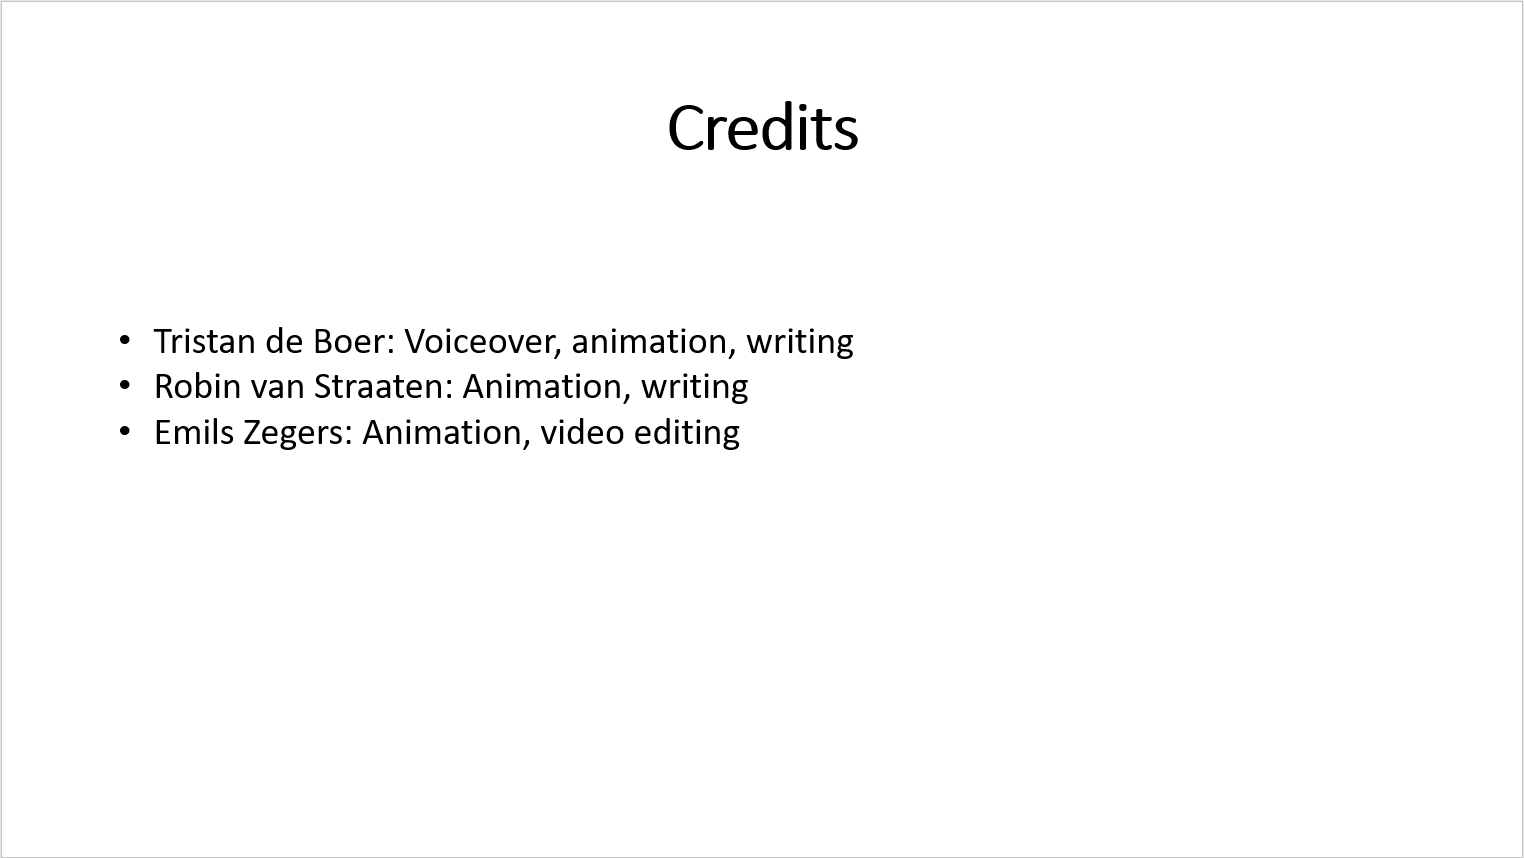 Credits
• Tristan de Boer: Voiceover, animation, writing
• Robin van Straaten: Animation, writing
• Emils Zegers: Animation, video editing